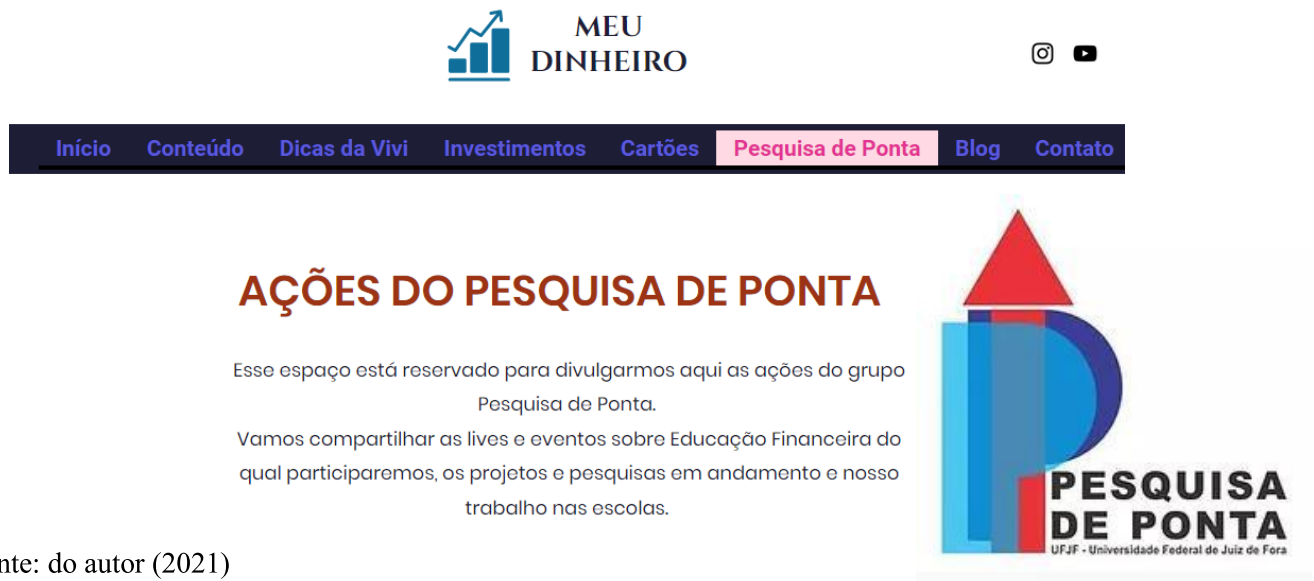 MEU
DINHEIRO
Início Conteúdo Dicas da Vivi Investimentos Cartões Pesquisa de Ponta Blog Contato
AÇÕES DO PESQUISA DE PONTA
Esse espaço está reservado para divulgarmos aqui as ações do grupo
Pesquisa de Ponta.
Vamos compartilhar as lives e eventos sobre Educação Financeira do
qual participaremos, os projetos e pesquisas em andamento e nosso
trabalho nas escolas.
PESQUISA
DE PONTA
UFJF - Universidade Federal de Juiz de Fora
nte: do autor (2021)